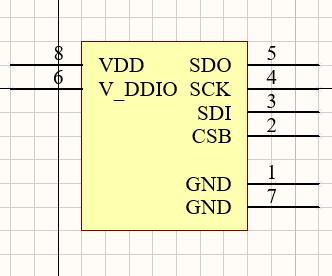 8 VDD SDO 5
6 V_DDIO SCK 4
SDI 3
CSB 2
GND 1
GND 7